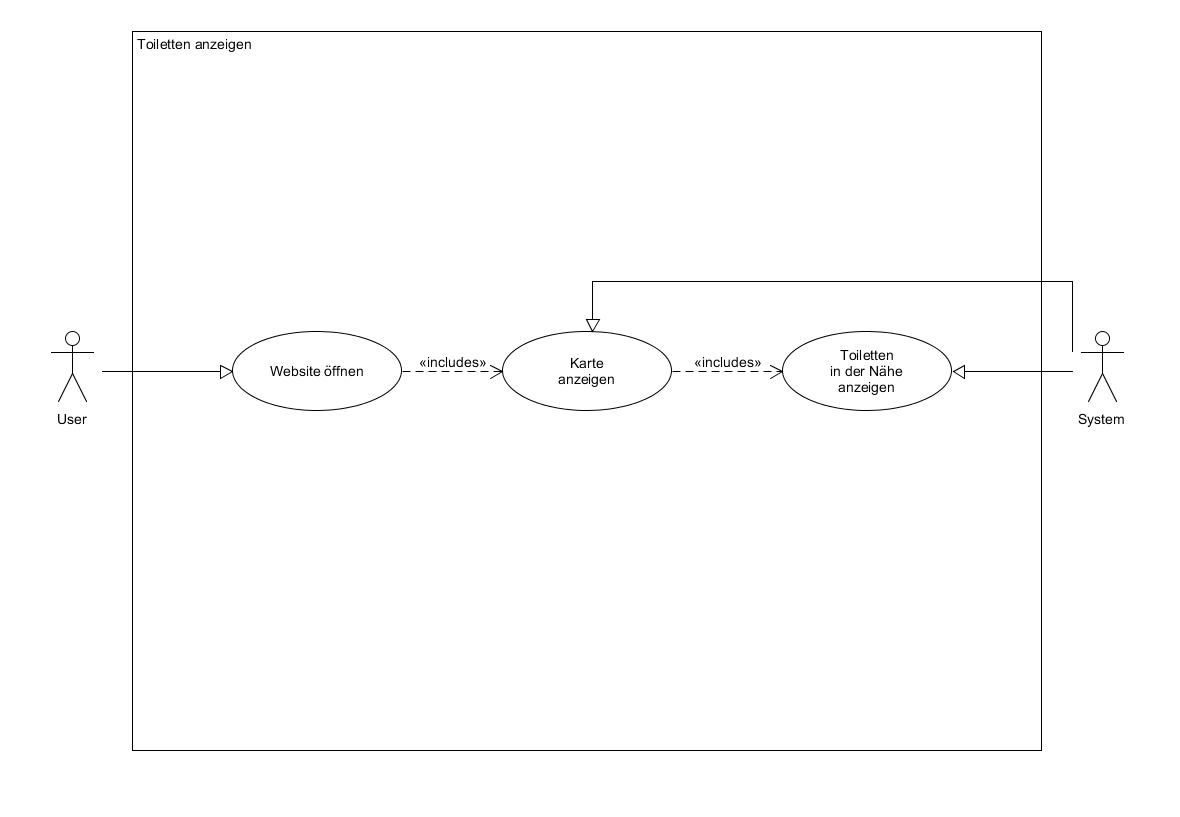 Toiletten anzeigen
Website öffnen
«includes»
Karte
anzeigen
«includes»
Toiletten
in der Nähe
anzeigen
User
System